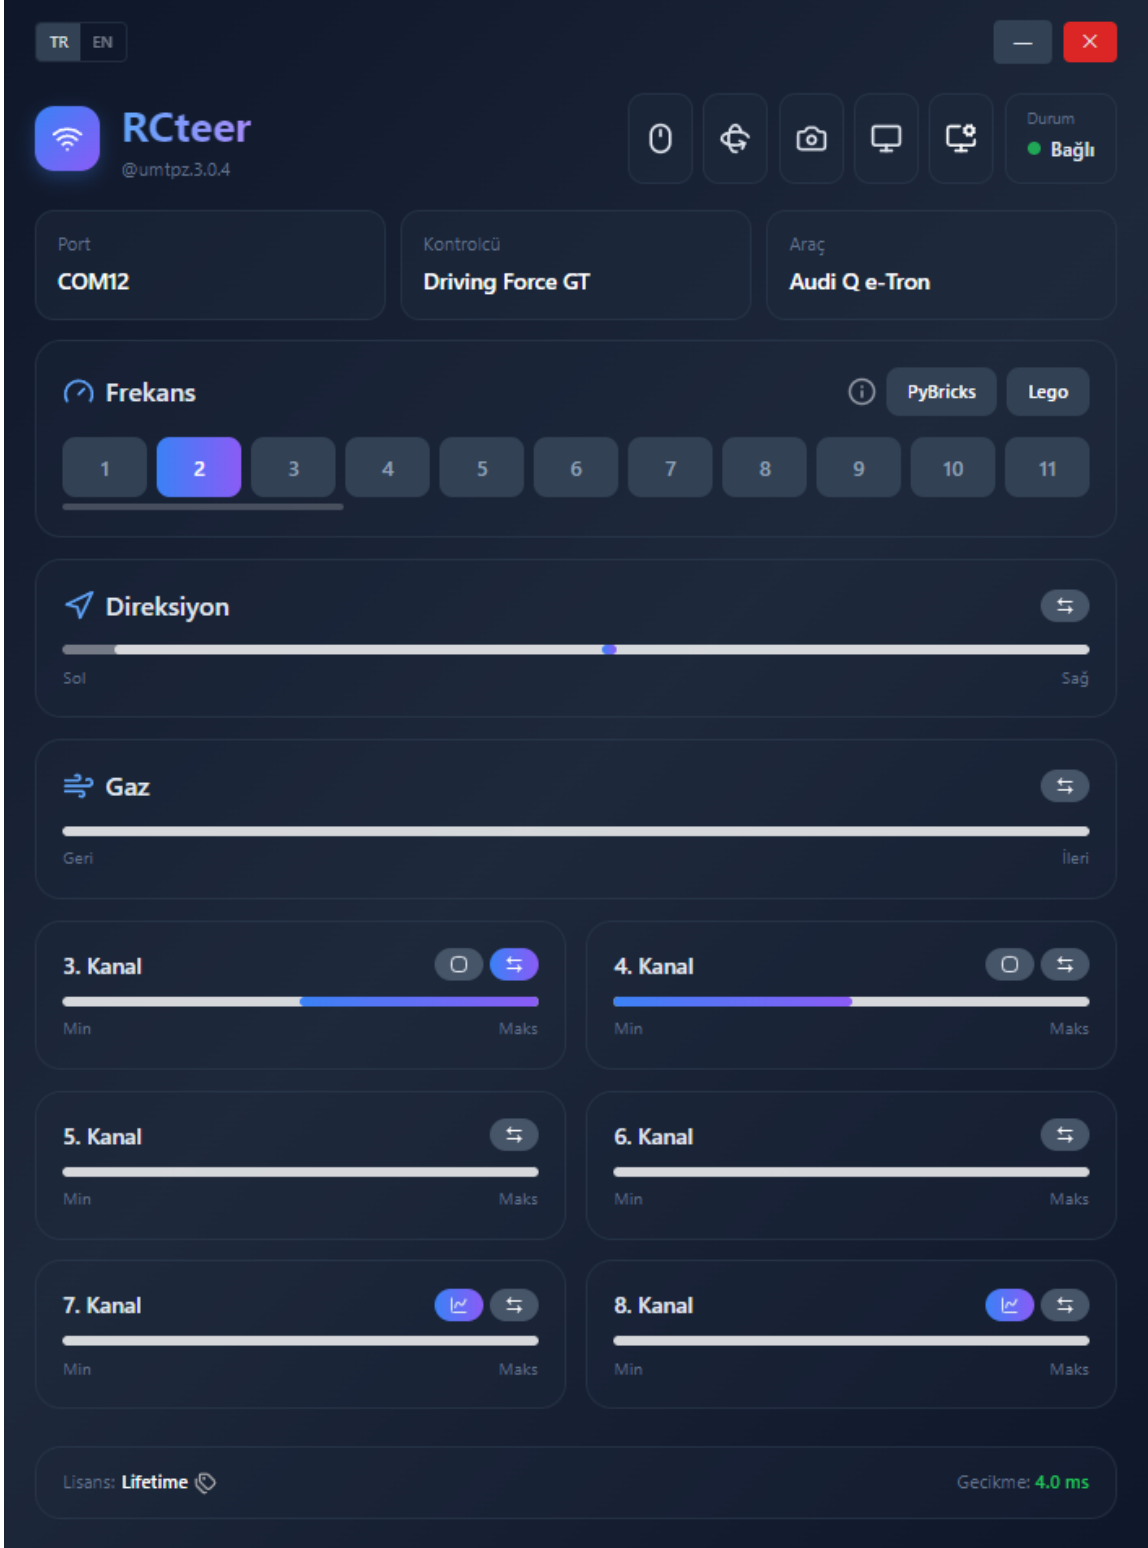 TR EN
RCteer
@umtpz.3.0.4
Durum
Bağlı
Port
COM12
Kontrolcü
Driving Force GT
Araç
Audi Q e-Tron
Frekans
PyBricks
Lego
1 2 3 4 5 6 7 8 9 10 11
Direksiyon
Sol Sağ
Gaz
Geri İleri
3. Kanal
Min Maks
4. Kanal
Min Maks
5. Kanal
Min Maks
6. Kanal
Min Maks
7. Kanal
Min Maks
8. Kanal
Min Maks
Lisans: Lifetime
Gecikme: 4.0 ms